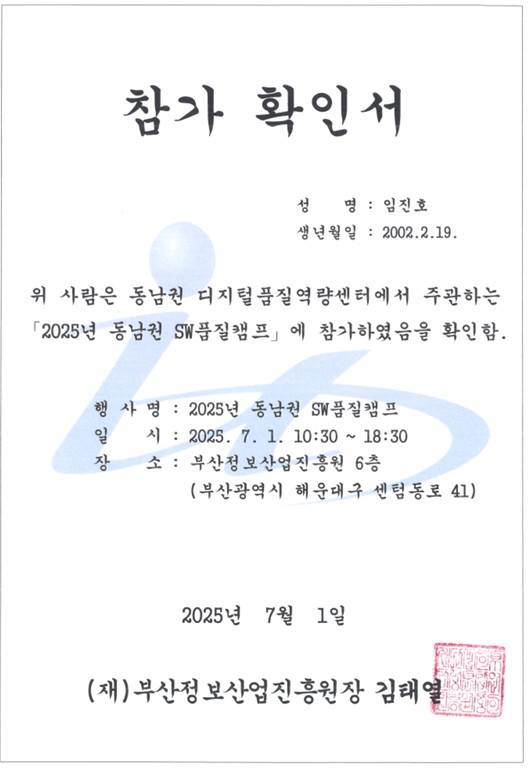 참가 확인서
성 명 : 임진호
생년월일 : 2002.2.19.
위 사람은 동남권 디지털품질역량센터에서 주관하는
「2025년 동남권 SW품질캠프」에 참가하였음을 확인함.
행 사 명 : 2025년 동남권 SW품질캠프
일 시 : 2025. 7. 1. 10:30 ~ 18:30
장 소 : 부산정보산업진흥원 6층
(부산광역시 해운대구 센텀동로 41)
2025년 7월 1일
(재)부산정보산업진흥원장 김태열